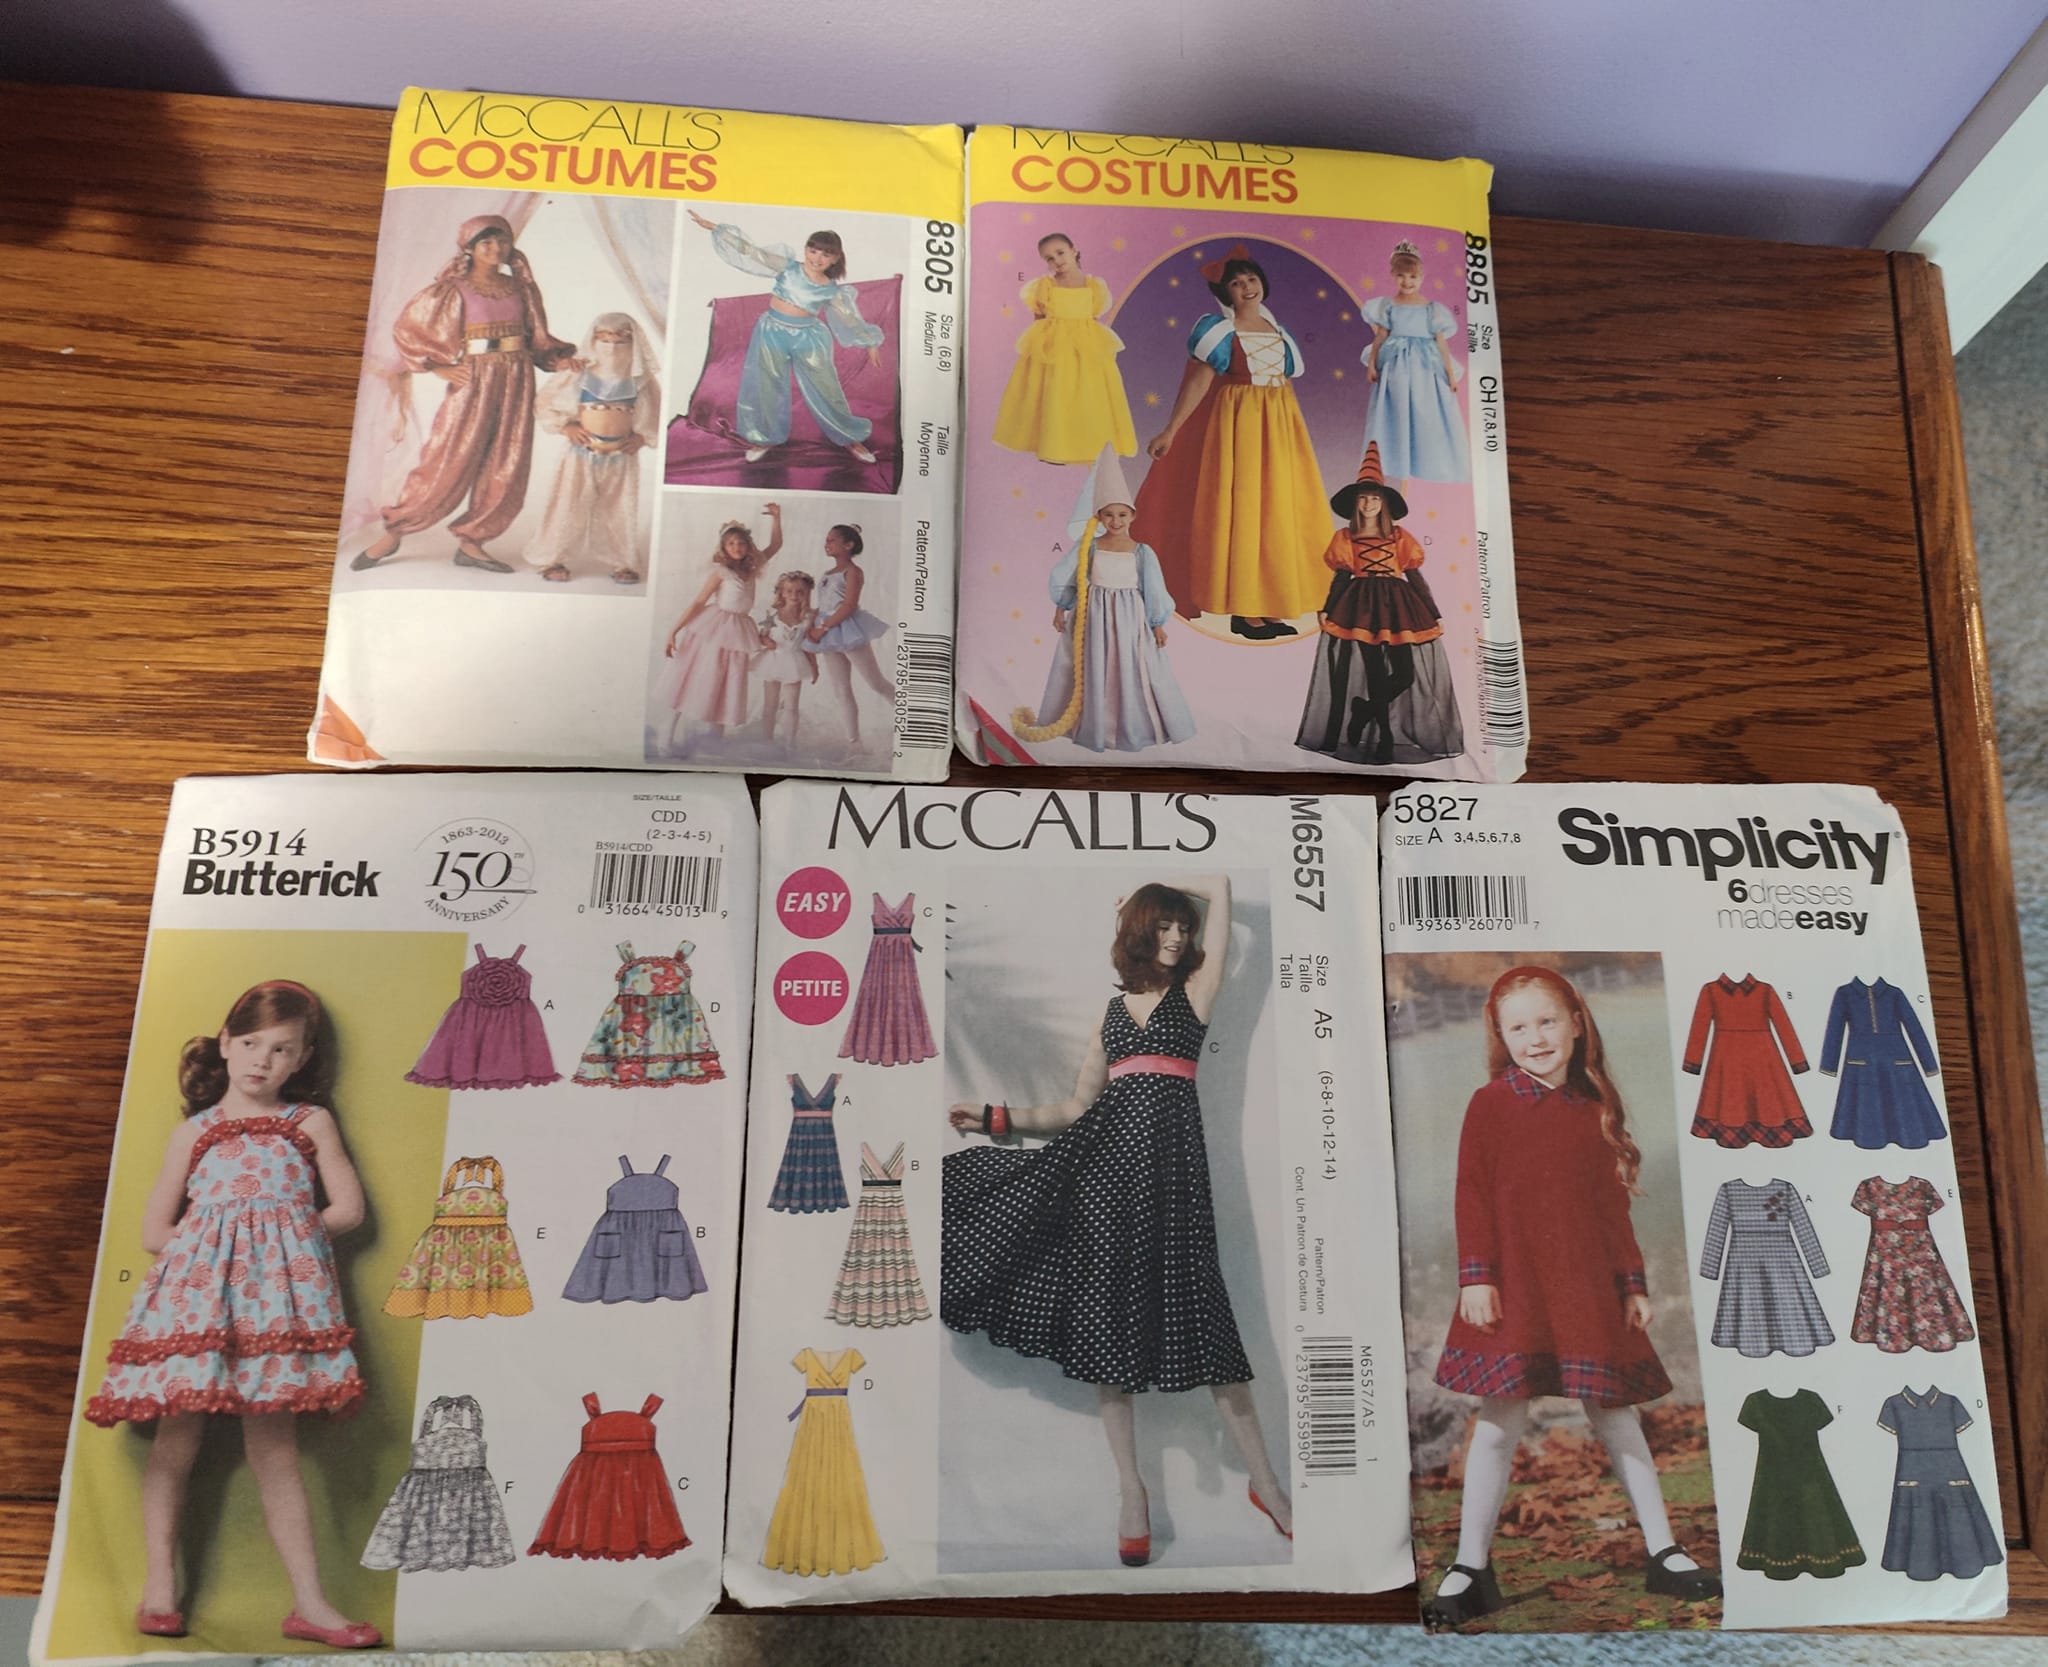 McCALL'S
COSTUMES
8305
Size (6,8)
Medium
Taille
Moyenne
Pattern/Patron
0 23795 83052 2
McCALL'S
COSTUMES
8895
Size
Taille
CH (7,8,10)
Pattern/Patron
E
B
C
A
D
B5914
Butterick
1863-2013
150TH
ANNIVERSARY
SIZE/TAILLE
CDD
(2-3-4-5)
B5914/CDD
1
0 31664 45013 9
A
D
E
B
D
F
C
McCALL'S
EASY
PETITE
C
A
B
D
C
M6557
Size
Taille
Talla
A5
(6-8-10-12-14)
Pattern/Patron
Cont. Un Patron de Costura
M6557/A5
1
0 23795 55990 4
5827
SIZE A 3,4,5,6,7,8
0 39363 26070 7
Simplicity
6 dresses
made easy
B
C
A
E
F
D